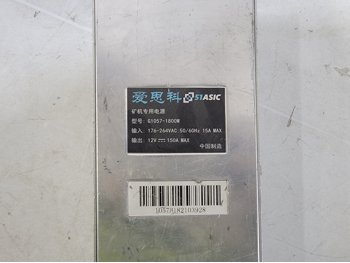 爱思科 51ASIC
矿机专用电源
型号: G1057-1800W
输入: 176-264VAC 50/60Hz 15A MAX
输出: 12V⎓150A MAX
中国制造